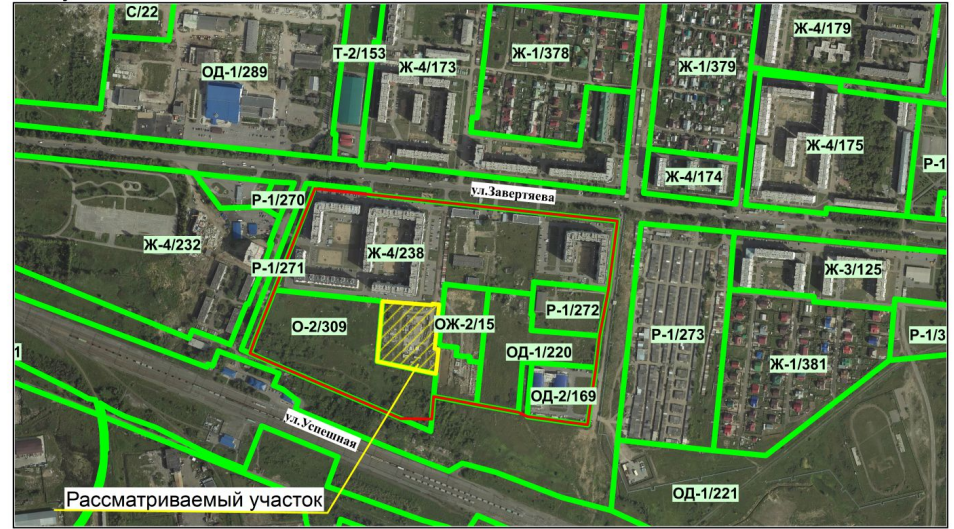 С/22
Т-2/153
ОД-1/289
Ж-4/173
Ж-1/378
Ж-1/379
Ж-4/179
Ж-4/175
Ж-4/174
Р-1
ул.Завертяева
Р-1/270
Ж-4/232
Р-1/271
Ж-4/238
Ж-3/125
О-2/309
ОЖ-2/15
Р-1/272
Р-1/273
Р-1/3
1
ОД-1/220
Ж-1/381
ОД-2/169
ул.Успешная
Рассматриваемый участок
ОД-1/221